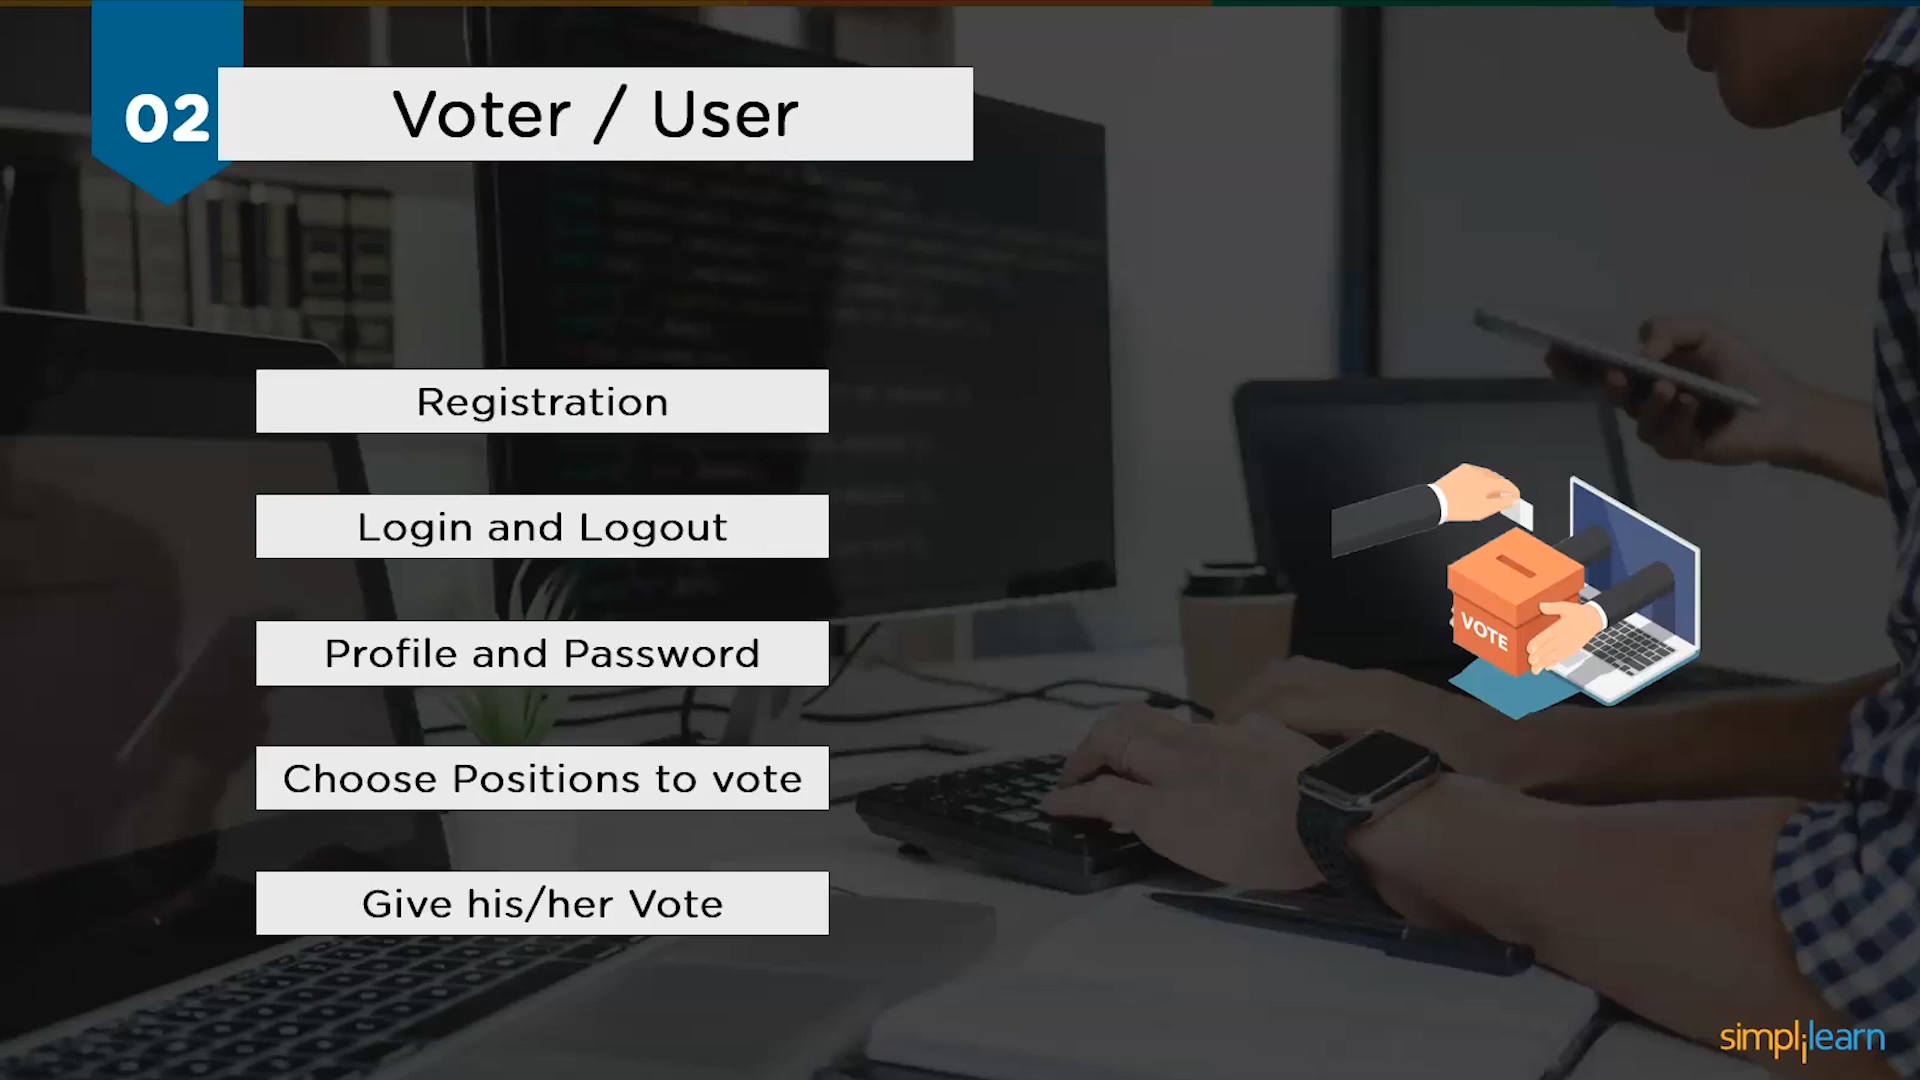 02
Voter / User
Registration
Login and Logout
Profile and Password
Choose Positions to vote
Give his/her Vote
VOTE
simplilearn